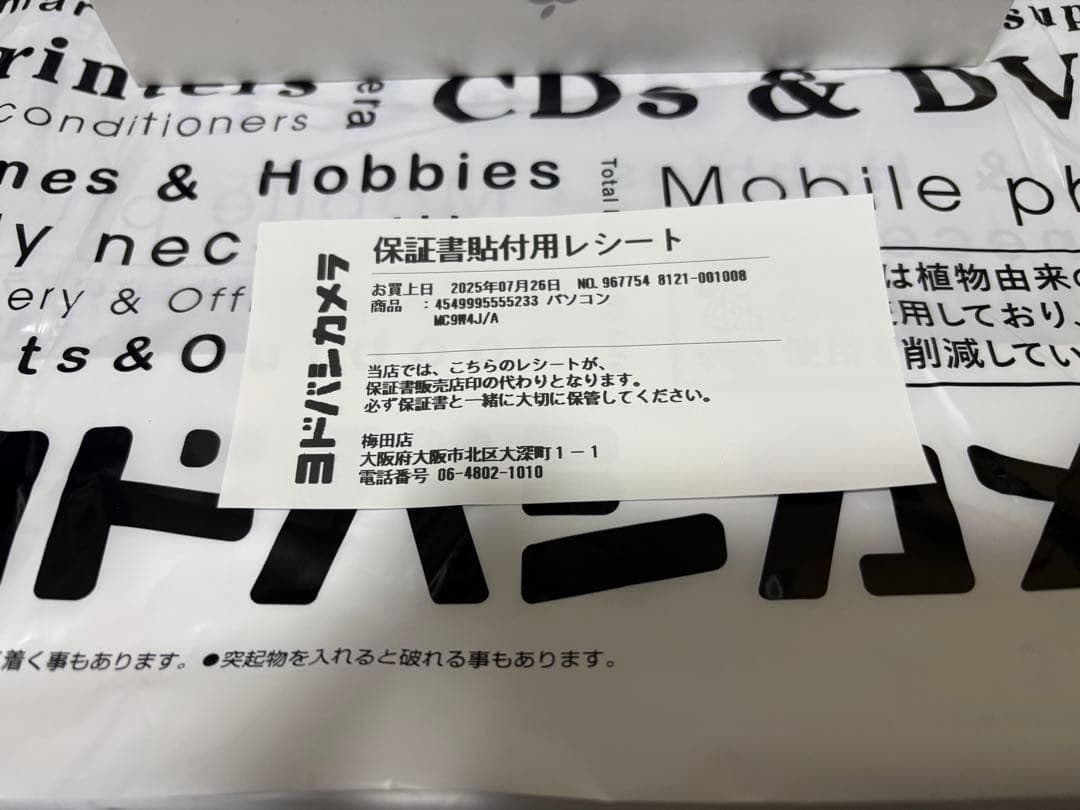 rinters
era
CDs & DV
sup
conditioners
nes & Hobbies
Total
Mobile ph
y nec
ery & Off
ts & O
は植物由来の
用しており、
削減してい
ヨドバシカメラ
保証書貼付用レシート
お買上日 2025年07月26日 NO. 967754 8121-001008
商品 :4549995555233 パソコン
MC9W4J/A
当店では、こちらのレシートが、
保証書販売店印の代わりとなります。
必ず保証書と一緒に大切に保管してください。
梅田店
大阪府大阪市北区大深町1-1
電話番号 06-4802-1010
ドバシカメ
着く事もあります。●突起物を入れると破れる事もあります。